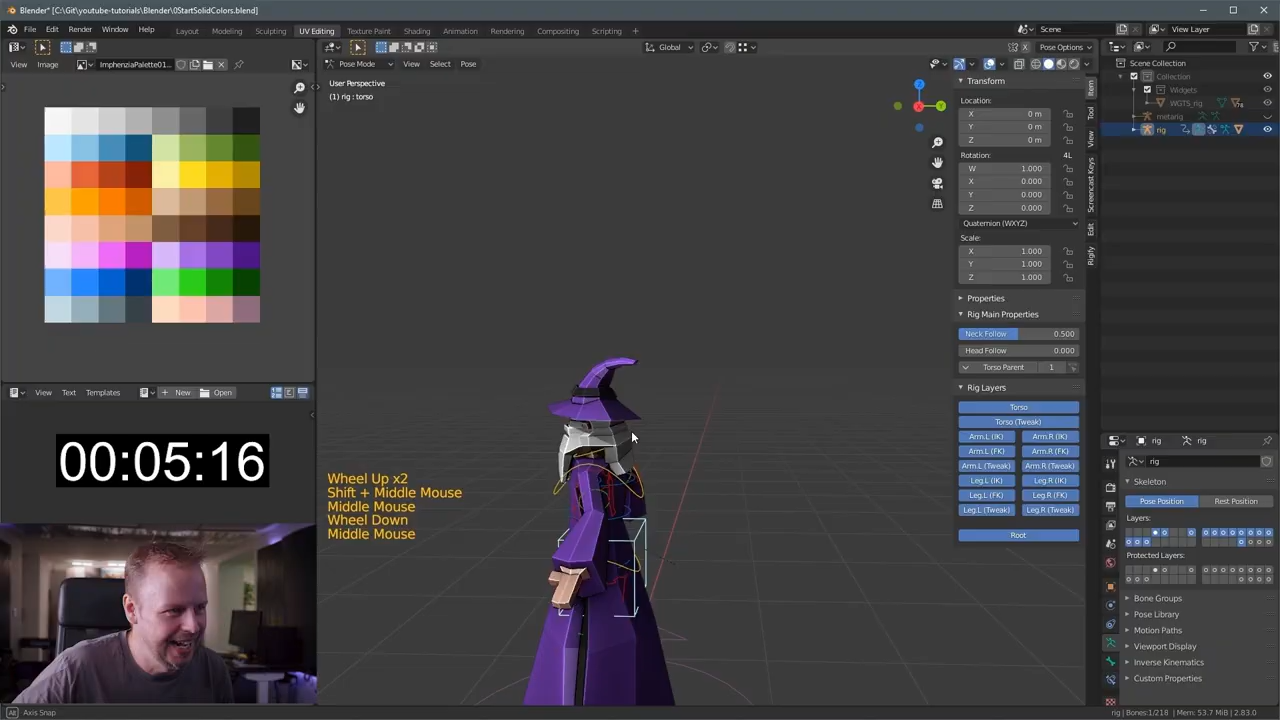 Blender* [C:\Git\youtube-tutorials\Blender\0StartSolidColors.blend]
File Edit Render Window Help Layout Modeling Sculpting UV Editing Texture Paint Shading Animation Rendering Compositing Scripting + Scene View Layer
Global Pose Options
View Image ImphenziaPalette01... Pose Mode View Select Pose
User Perspective
(1) rig : torso
Scene Collection
Collection
Widgets
WGTS_rig
metarig
rig
Transform
Location:
X 0 m
Y 0 m
Z 0 m
Rotation: 4L
W 1.000
X 0.000
Y 0.000
Z 0.000
Quaternion (WXYZ)
Scale:
X 1.000
Y 1.000
Z 1.000
Properties
Rig Main Properties
Neck Follow 0.500
Head Follow 0.000
Torso Parent 1
Rig Layers
Torso
Torso (Tweak)
Arm.L (IK) Arm.R (IK)
Arm.L (FK) Arm.R (FK)
Arm.L (Tweak) Arm.R (Tweak)
Leg.L (IK) Leg.R (IK)
Leg.L (FK) Leg.R (FK)
Leg.L (Tweak) Leg.R (Tweak)
Root
Item
Tool
View
Screencast Keys
Edit
Rigify
View Text Templates + New Open
00:05:16
Wheel Up x2
Shift + Middle Mouse
Middle Mouse
Wheel Down
Middle Mouse
rig rig
rig
Skeleton
Pose Position Rest Position
Layers:
Protected Layers:
Bone Groups
Pose Library
Motion Paths
Viewport Display
Inverse Kinematics
Custom Properties
Axis Snap
rig | Bones:1/218 | Mem: 53.7 MiB | 2.83.0